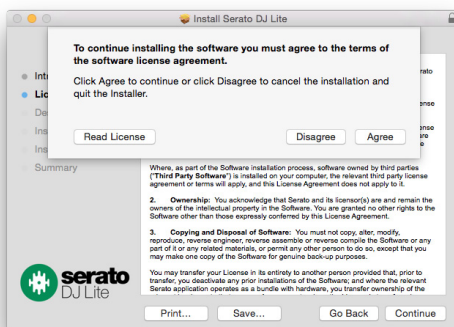 Install Serato DJ Lite
To continue installing the software you must agree to the terms of
the software license agreement.
Click Agree to continue or click Disagree to cancel the installation and
quit the Installer.
Read License
Disagree
Agree
Summary
Where, as part of the Software installation process, software owned by third parties
("Third Party Software") is installed on your computer, the relevant third party license
agreement or terms will apply, and this License Agreement does not apply to it.
2. Ownership: You acknowledge that Serato and its licensor(s) are and remain the
owners of the intellectual property in the Software. You are granted no other rights to the
Software other than those expressly conferred by this License Agreement.
3. Copying and Disposal of Software: You must not copy, alter, modify,
reproduce, reverse engineer, reverse assemble or reverse compile the Software or any
part of it or any related materials, or permit any other person to do so, except that you
may make one copy of the Software for genuine back-up purposes.
You may transfer your License in its entirety to another person provided that, prior to
transfer, you deactivate any prior installations of the Software; and where the relevant
Serato application operates as a bundle with hardware, you transfer ownership of the
serato
DJ Lite
Print...
Save...
Go Back
Continue